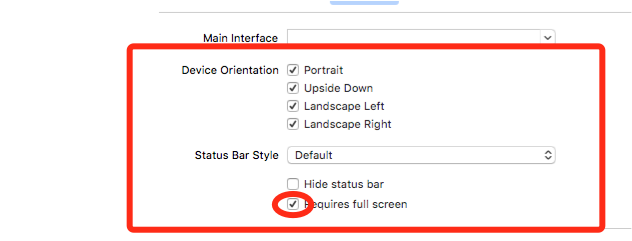 Main Interface
Device Orientation Portrait
Upside Down
Landscape Left
Landscape Right
Status Bar Style Default
Hide status bar
Requires full screen